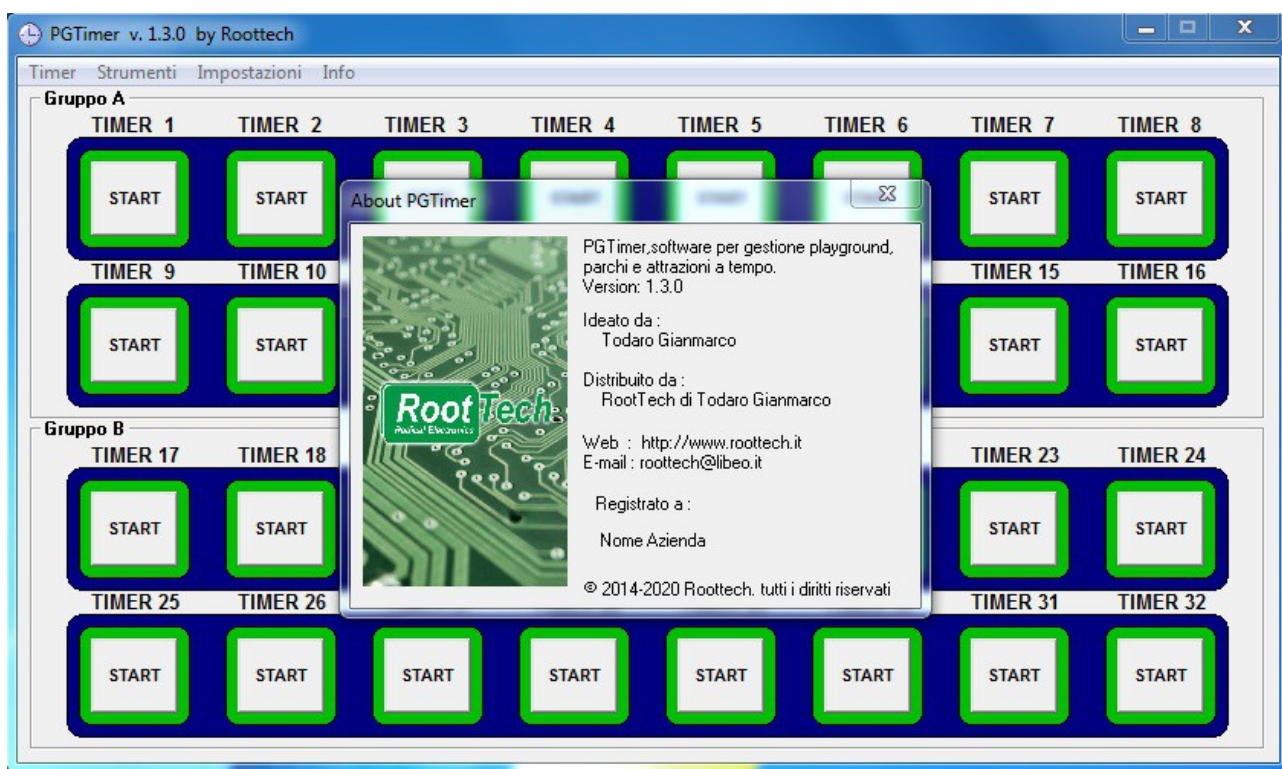 PGTimer v. 1.3.0 by Roottech
Timer Strumenti Impostazioni Info
Gruppo A
TIMER 1 TIMER 2 TIMER 3 TIMER 4 TIMER 5 TIMER 6 TIMER 7 TIMER 8
START START START START
About PGTimer
TIMER 9 TIMER 10 TIMER 15 TIMER 16
START START START START
PGTimer,software per gestione playground,
parchi e attrazioni a tempo.
Version: 1.3.0
Ideato da :
Todaro Gianmarco
Distribuito da :
RootTech di Todaro Gianmarco
RootTech
Radical Electronics
Web : http://www.roottech.it
E-mail : roottech@libeo.it
Registrato a :
Nome Azienda
© 2014-2020 Roottech. tutti i diritti riservati
Gruppo B
TIMER 17 TIMER 18 TIMER 23 TIMER 24
START START START START
TIMER 25 TIMER 26 TIMER 31 TIMER 32
START START START START START START START START